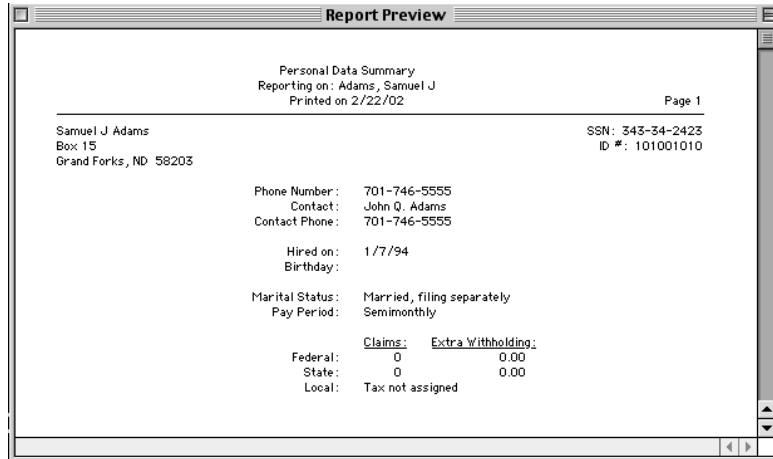 Report Preview
Personal Data Summary
Reporting on: Adams, Samuel J
Printed on 2/22/02 Page 1
Samuel J Adams SSN: 343-34-2423
Box 15 ID #: 101001010
Grand Forks, ND 58203
Phone Number: 701-746-5555
Contact: John Q. Adams
Contact Phone: 701-746-5555
Hired on: 1/7/94
Birthday:
Marital Status: Married, filing separately
Pay Period: Semimonthly
Claims: Extra Withholding:
Federal: 0 0.00
State: 0 0.00
Local: Tax not assigned